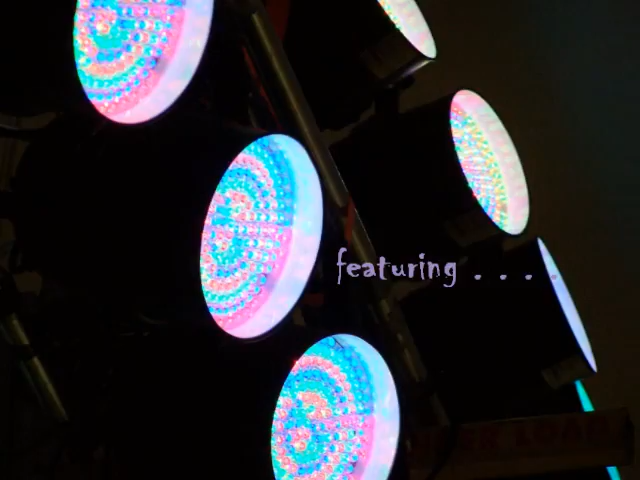 featuring . . . .